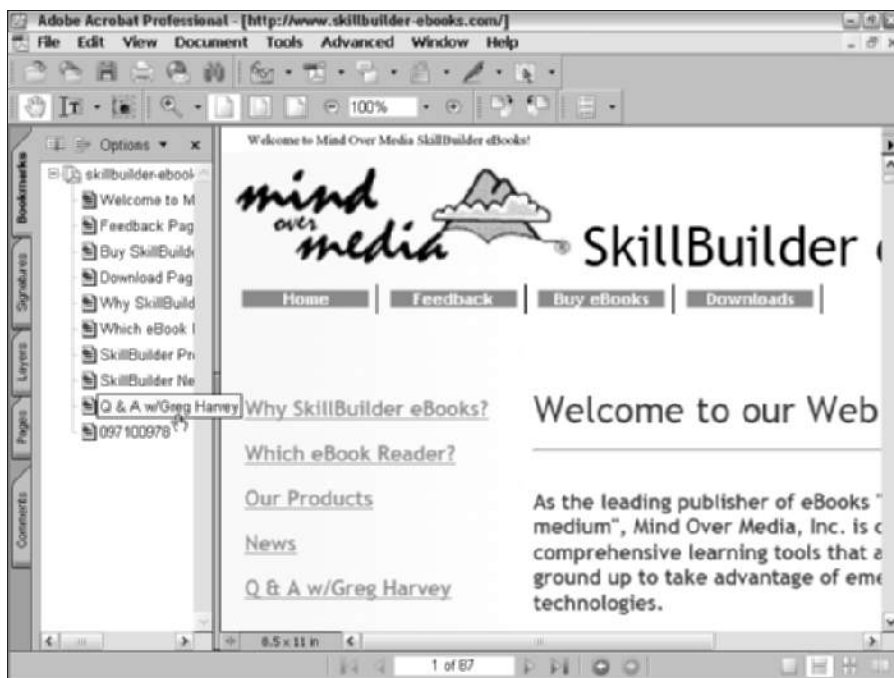 Adobe Acrobat Professional - [http://www.skillbuilder-ebooks.com/]
File Edit View Document Tools Advanced Window Help
100%
Bookmarks
Signatures
Layers
Pages
Comments
Options
skillbuilder-ebook
Welcome to M
Feedback Pag
Buy SkillBuilde
Download Pag
Why SkillBuild
Which eBook
SkillBuilder Pr
SkillBuilder Ne
Q & A w/Greg Harvey
097100978
Welcome to Mind Over Media SkillBuilder eBooks!
mind
over
media
SkillBuilder e
Home Feedback Buy eBooks Downloads
Why SkillBuilder eBooks?
Which eBook Reader?
Our Products
News
Q & A w/Greg Harvey
Welcome to our Web
As the leading publisher of eBooks "
medium", Mind Over Media, Inc. is c
comprehensive learning tools that a
ground up to take advantage of eme
technologies.
8.5 x 11 in
1 of 87